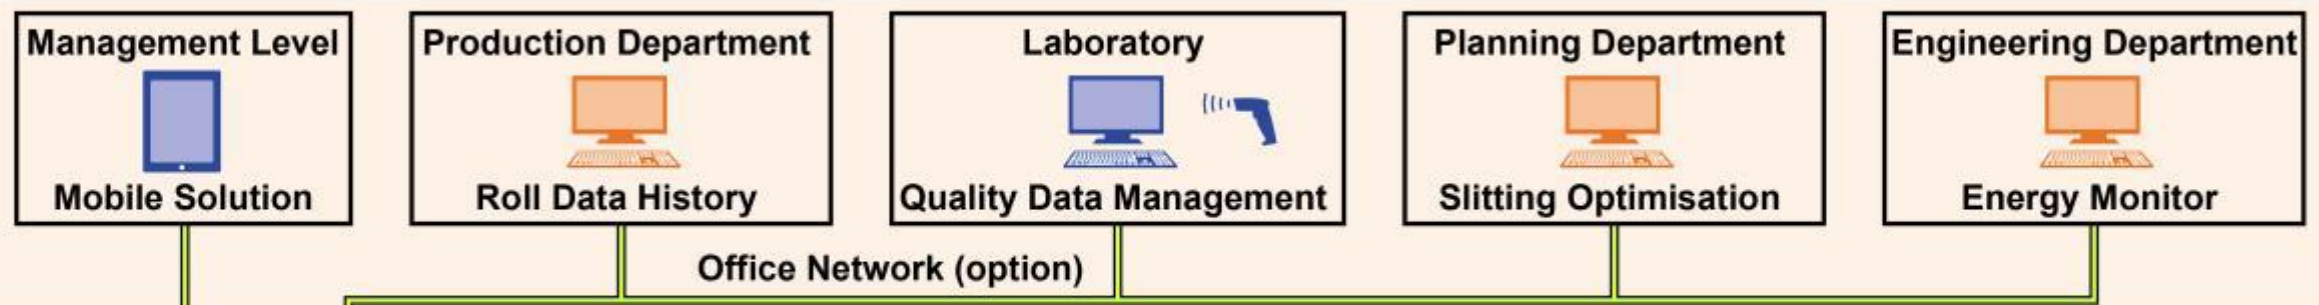 Management Level
Mobile Solution
Production Department
Roll Data History
Laboratory
Quality Data Management
Planning Department
Slitting Optimisation
Engineering Department
Energy Monitor
Office Network (option)